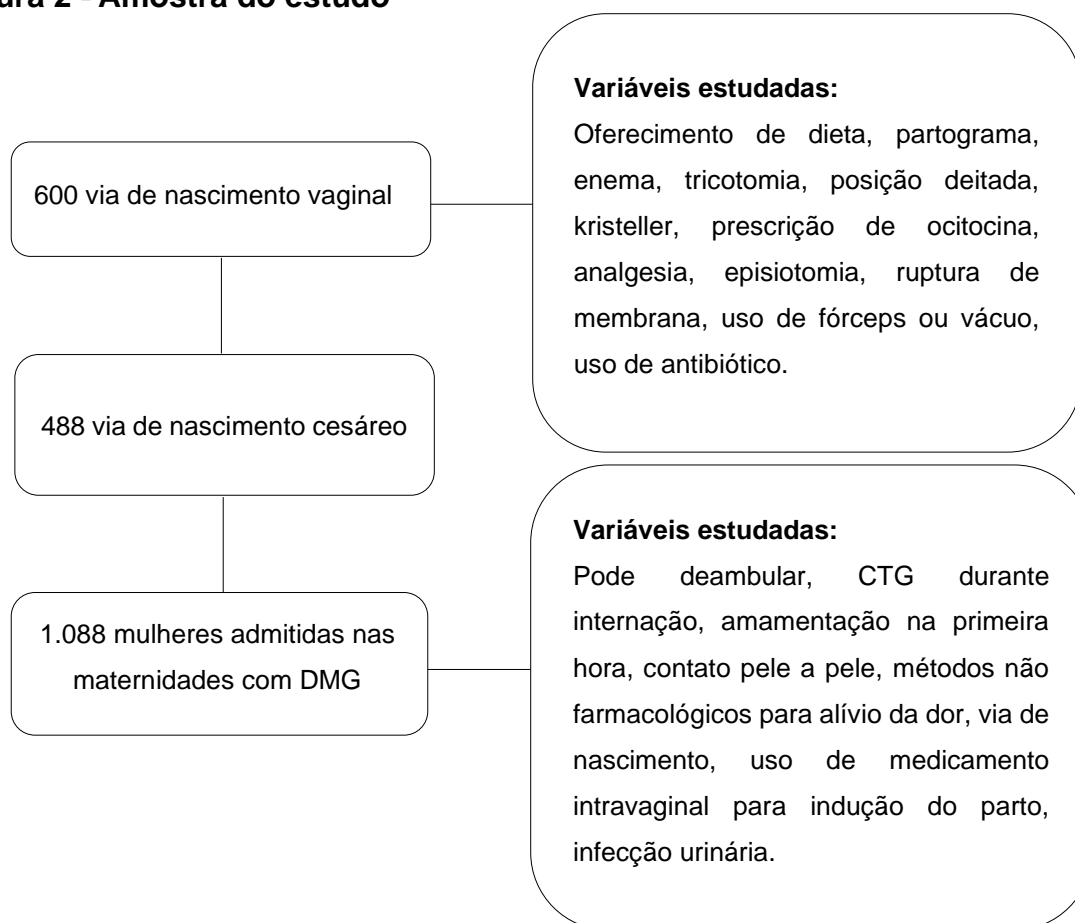 Amostra do estudo
600 via de nascimento vaginal
Variáveis estudadas:
Oferecimento de dieta, partograma,
enema, tricotomia, posição deitada,
kristeller, prescrição de ocitocina,
analgesia, episiotomia, ruptura de
membrana, uso de fórceps ou vácuo,
uso de antibiótico.
488 via de nascimento cesáreo
1.088 mulheres admitidas nas
maternidades com DMG
Variáveis estudadas:
Pode deambular, CTG durante
internação, amamentação na primeira
hora, contato pele a pele, métodos não
farmacológicos para alívio da dor, via de
nascimento, uso de medicamento
intravaginal para indução do parto,
infecção urinária.